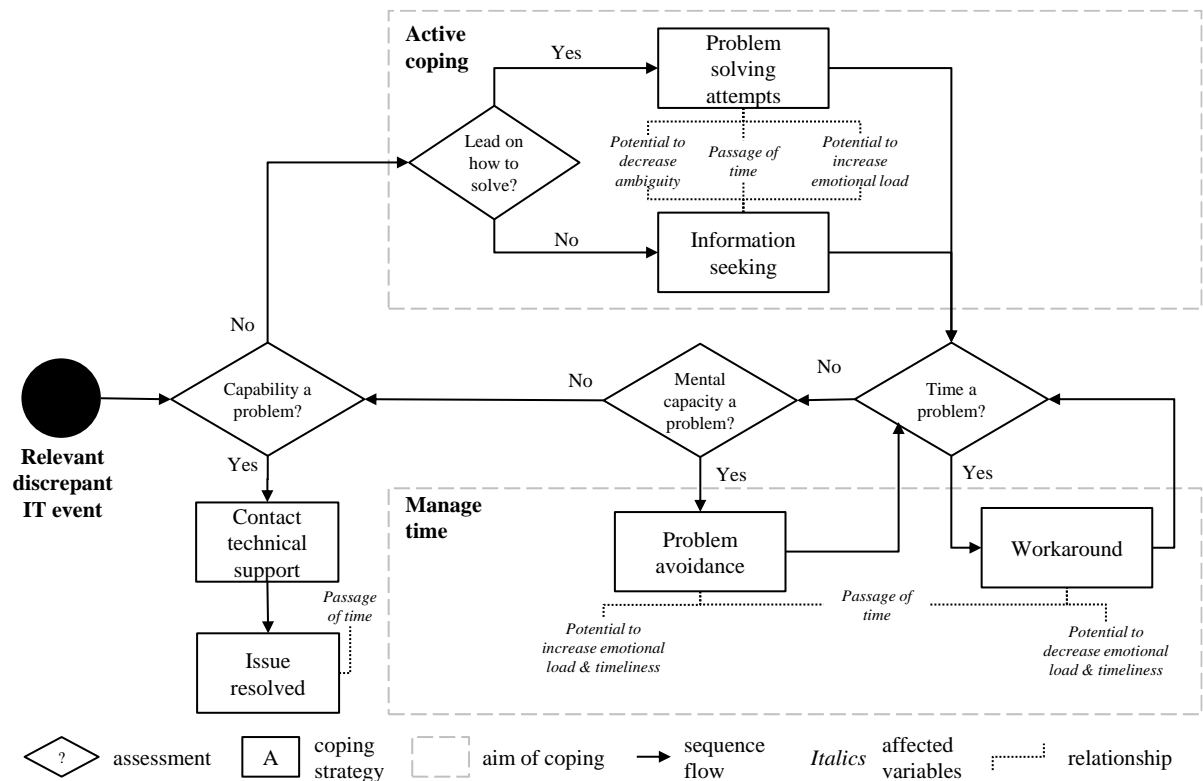 Active
coping
Yes
Problem
solving
attempts
Lead on
how to
solve?
Potential to
decrease
ambiguity
Passage of
time
Potential to
increase
emotional load
No
Information
seeking
No
Capability a
problem?
No
Mental
capacity a
problem?
No
Time a
problem?
Relevant
discrepant
IT event
Yes
Yes
Yes
Contact
technical
support
Passage
of time
Issue
resolved
Manage
time
Problem
avoidance
Workaround
Passage of
time
Potential to
increase emotional
load & timeliness
Potential to
decrease emotional
load & timeliness
?
assessment
A
coping
strategy
aim of coping
sequence
flow
Italics
affected
variables
relationship